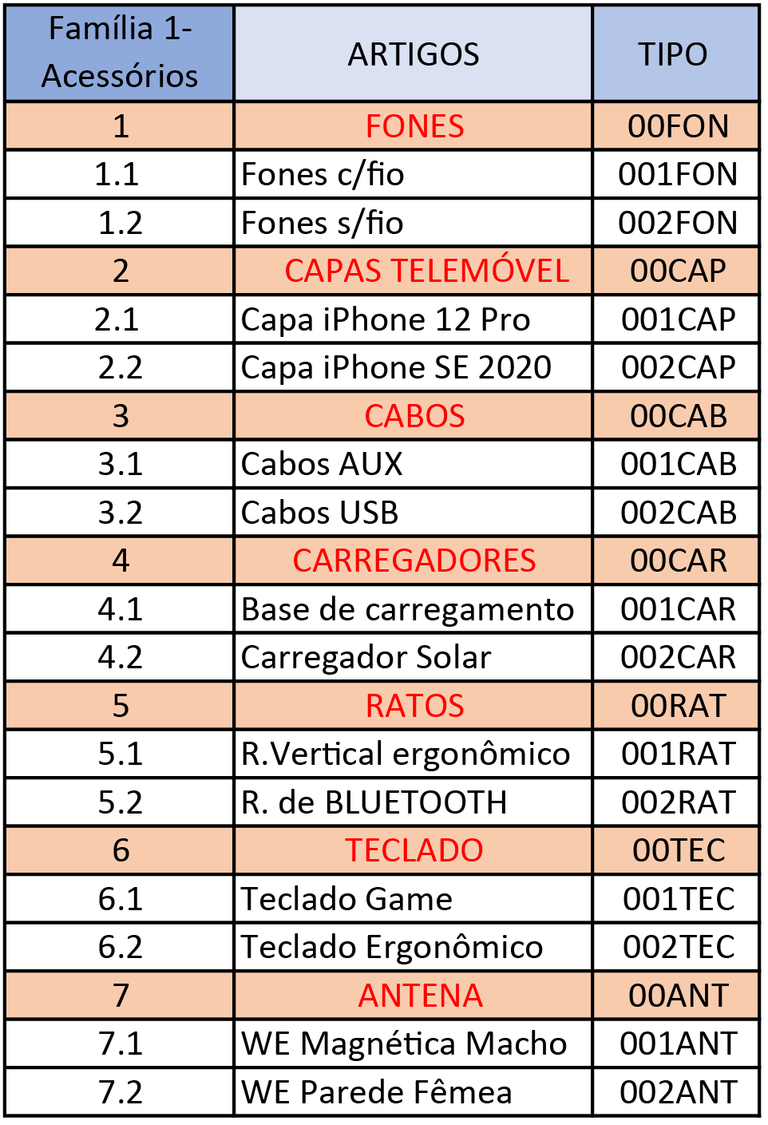 Família 1-
Acessórios ARTIGOS TIPO
1 FONES 00FON
1.1 Fones c/fio 001FON
1.2 Fones s/fio 002FON
2 CAPAS TELEMÓVEL 00CAP
2.1 Capa iPhone 12 Pro 001CAP
2.2 Capa iPhone SE 2020 002CAP
3 CABOS 00CAB
3.1 Cabos AUX 001CAB
3.2 Cabos USB 002CAB
4 CARREGADORES 00CAR
4.1 Base de carregamento 001CAR
4.2 Carregador Solar 002CAR
5 RATOS 00RAT
5.1 R.Vertical ergonômico 001RAT
5.2 R. de BLUETOOTH 002RAT
6 TECLADO 00TEC
6.1 Teclado Game 001TEC
6.2 Teclado Ergonômico 002TEC
7 ANTENA 00ANT
7.1 WE Magnética Macho 001ANT
7.2 WE Parede Fêmea 002ANT